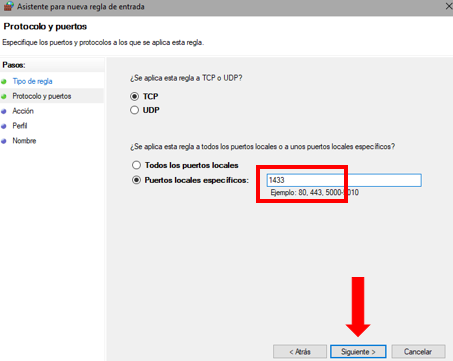 Asistente para nueva regla de entrada
Protocolo y puertos
Especifique los puertos y protocolos a los que se aplica esta regla.
Pasos:
Tipo de regla
Protocolo y puertos
Acción
Perfil
Nombre
¿Se aplica esta regla a TCP o UDP?
TCP
UDP
¿Se aplica esta regla a todos los puertos locales o a unos puertos locales específicos?
Todos los puertos locales
Puertos locales específicos: 1433
Ejemplo: 80, 443, 5000-5010
< Atrás Siguiente > Cancelar